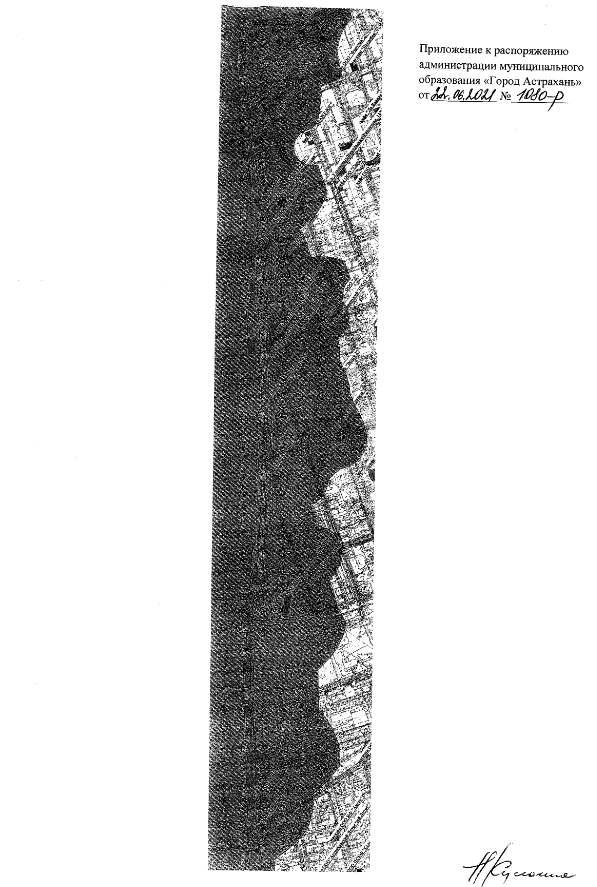 Приложение к распоряжению
администрации муниципального
образования «Город Астрахань»
от 22.06.2021 № 1080-р